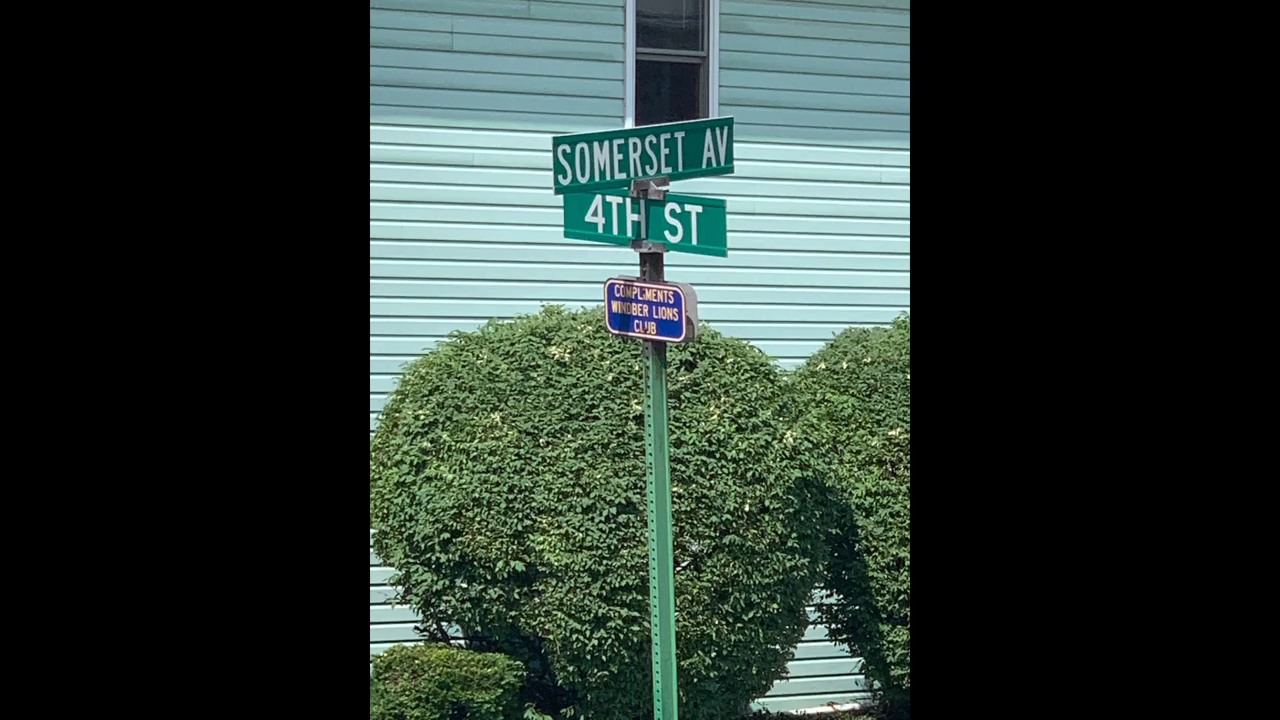 SOMERSET AV
4TH ST
COMPLIMENTS
WINDBER LIONS
CLUB